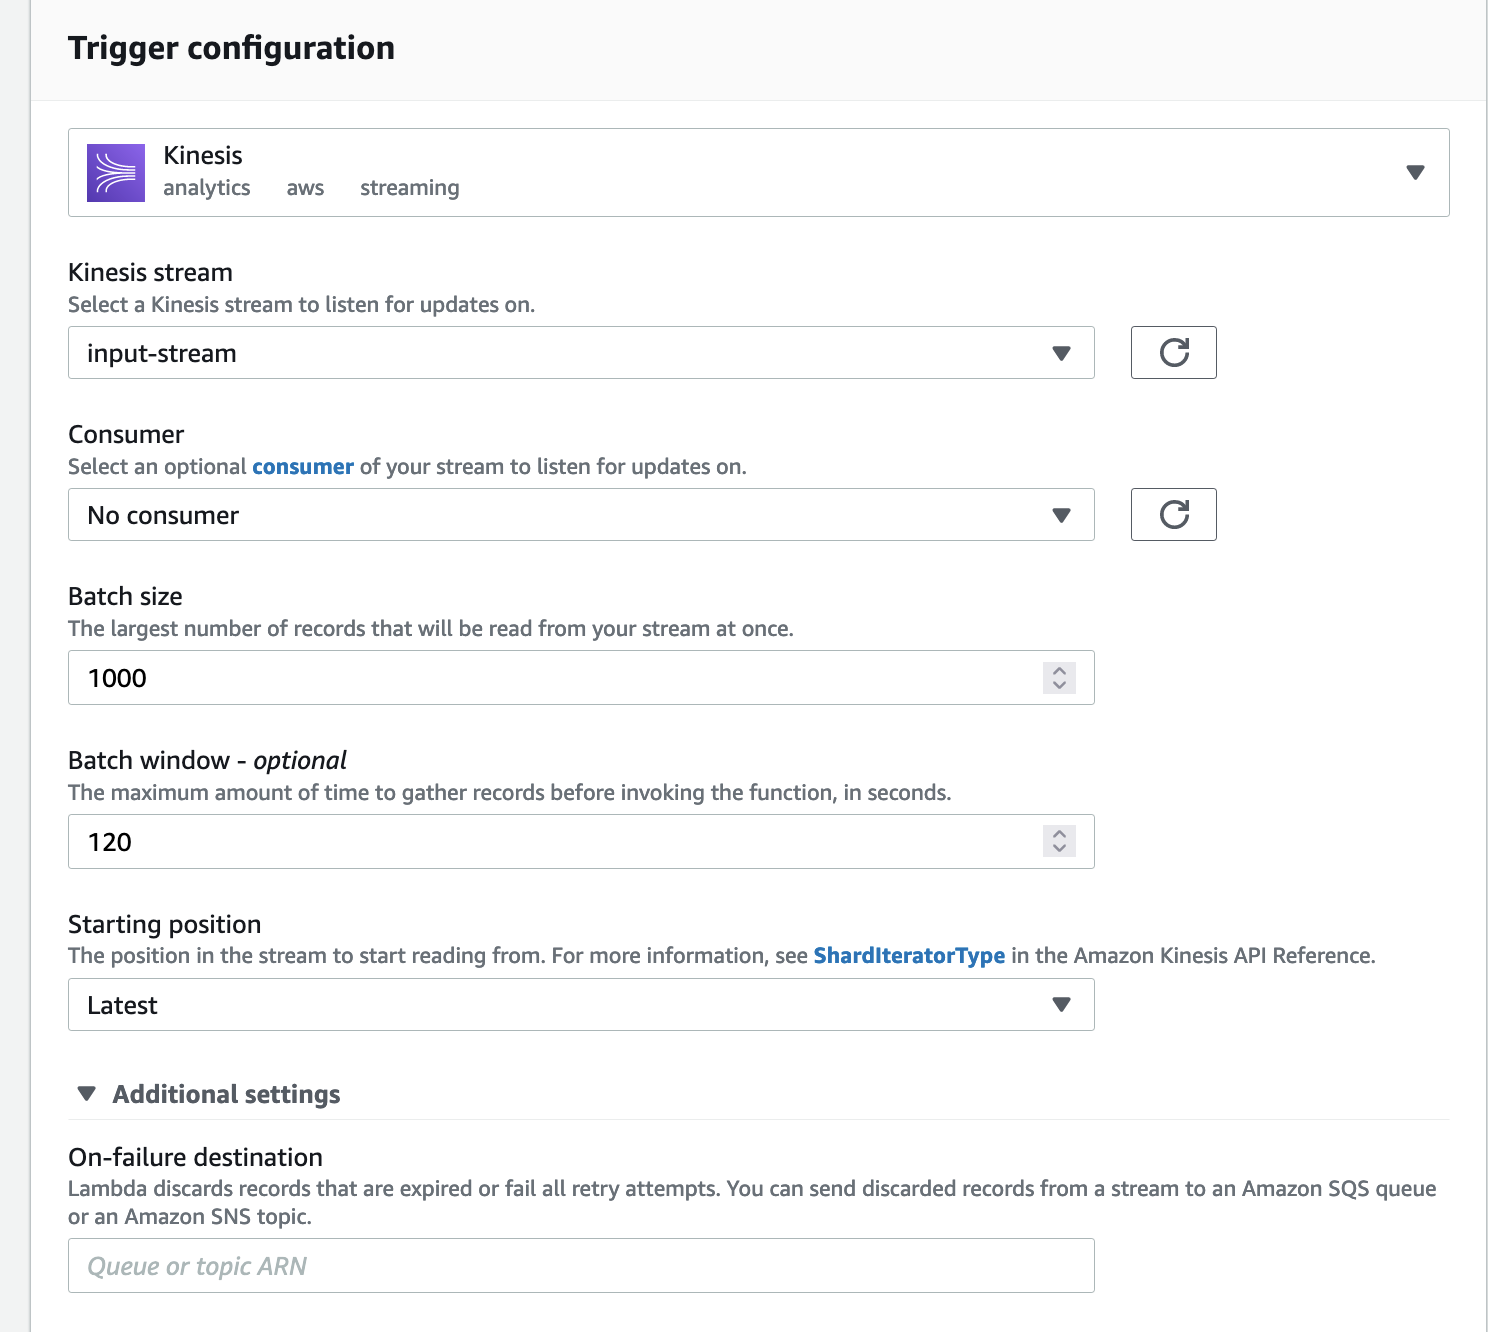 Trigger configuration
Kinesis
analytics aws streaming
Kinesis stream
Select a Kinesis stream to listen for updates on.
input-stream
Consumer
Select an optional consumer of your stream to listen for updates on.
No consumer
Batch size
The largest number of records that will be read from your stream at once.
1000
Batch window - optional
The maximum amount of time to gather records before invoking the function, in seconds.
120
Starting position
The position in the stream to start reading from. For more information, see ShardIteratorType in the Amazon Kinesis API Reference.
Latest
Additional settings
On-failure destination
Lambda discards records that are expired or fail all retry attempts. You can send discarded records from a stream to an Amazon SQS queue
or an Amazon SNS topic.
Queue or topic ARN